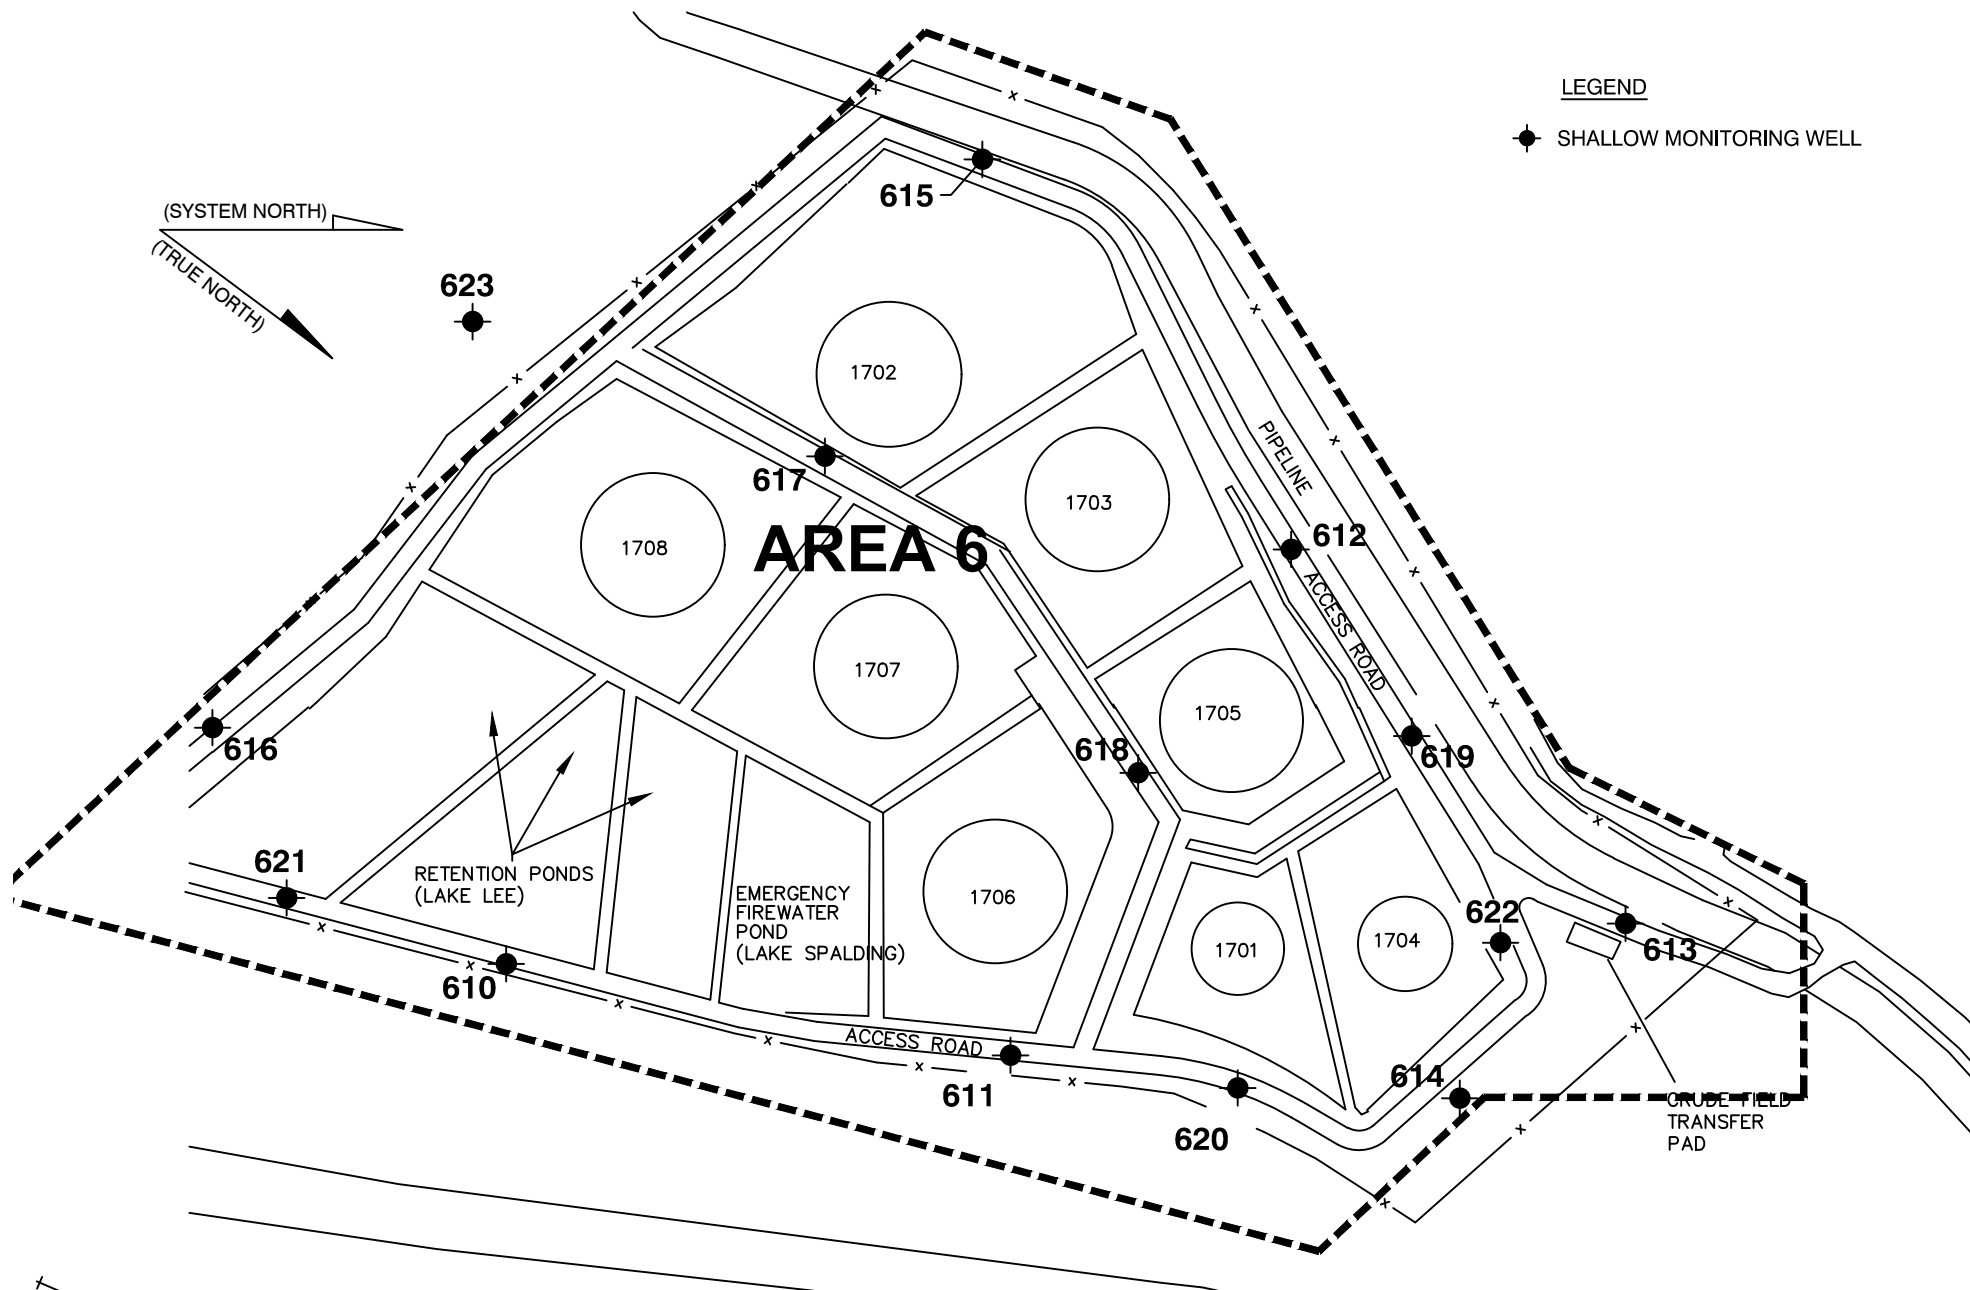 LEGEND
SHALLOW MONITORING WELL
615
(SYSTEM NORTH)
(TRUE NORTH)
623
1702
PIPELINE
617
1703
612
AREA 6
1708
ACCESS ROAD
1707
1705
616
618
619
621
RETENTION PONDS
(LAKE LEE)
EMERGENCY
FIREWATER
POND
(LAKE SPALDING)
1706
622
1701
1704
613
610
ACCESS ROAD
611
614
620
CRUDE FIELD
TRANSFER
PAD